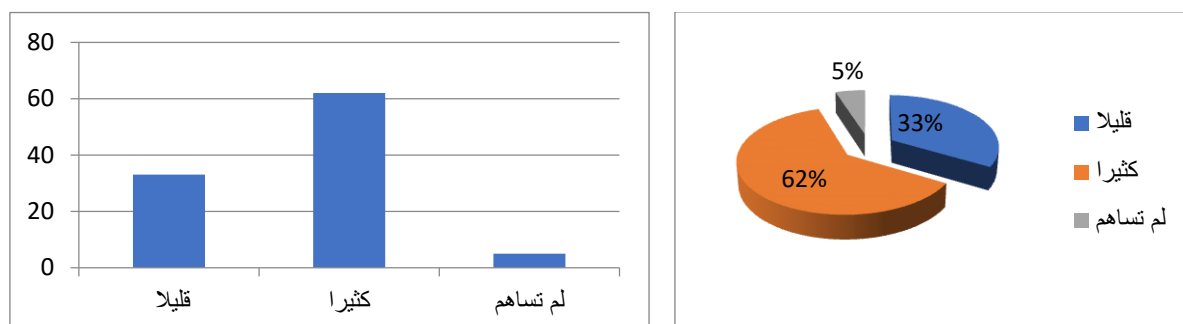 80
60
40
20
0
قليلا
كثيرا
لم تساهم
5%
33%
62%
قليلا
كثيرا
لم تساهم